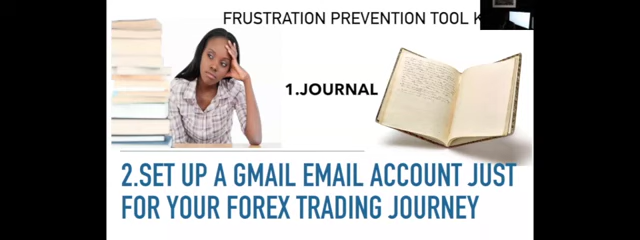 FRUSTRATION PREVENTION TOOL
1.JOURNAL
2.SET UP A GMAIL EMAIL ACCOUNT JUST
FOR YOUR FOREX TRADING JOURNEY